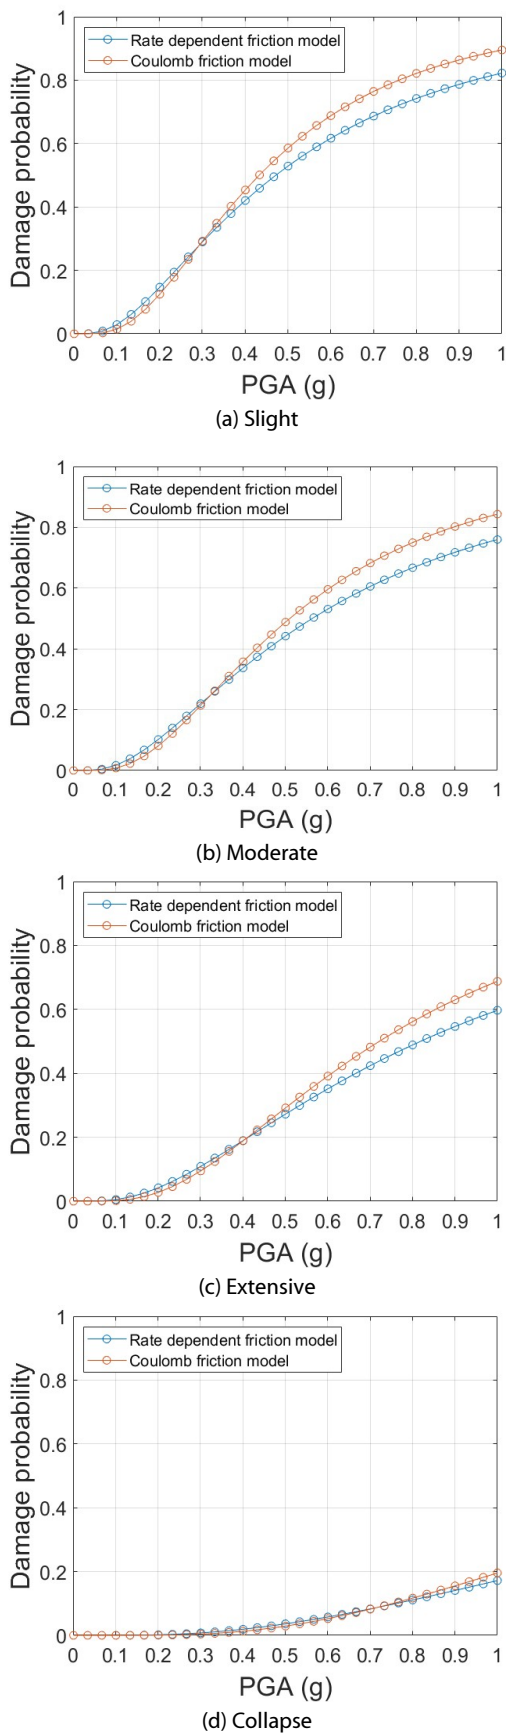 1
Rate dependent friction model
Coulomb friction model
0.8
0.6
0.4
0.2
0
Damage probability
0 0.1 0.2 0.3 0.4 0.5 0.6 0.7 0.8 0.9 1
PGA (g)
(a) Slight
1
Rate dependent friction model
Coulomb friction model
0.8
0.6
0.4
0.2
0
Damage probability
0 0.1 0.2 0.3 0.4 0.5 0.6 0.7 0.8 0.9 1
PGA (g)
(b) Moderate
1
Rate dependent friction model
Coulomb friction model
0.8
0.6
0.4
0.2
0
Damage probability
0 0.1 0.2 0.3 0.4 0.5 0.6 0.7 0.8 0.9 1
PGA (g)
(c) Extensive
1
Rate dependent friction model
Coulomb friction model
0.8
0.6
0.4
0.2
0
Damage probability
0 0.1 0.2 0.3 0.4 0.5 0.6 0.7 0.8 0.9 1
PGA (g)
(d) Collapse